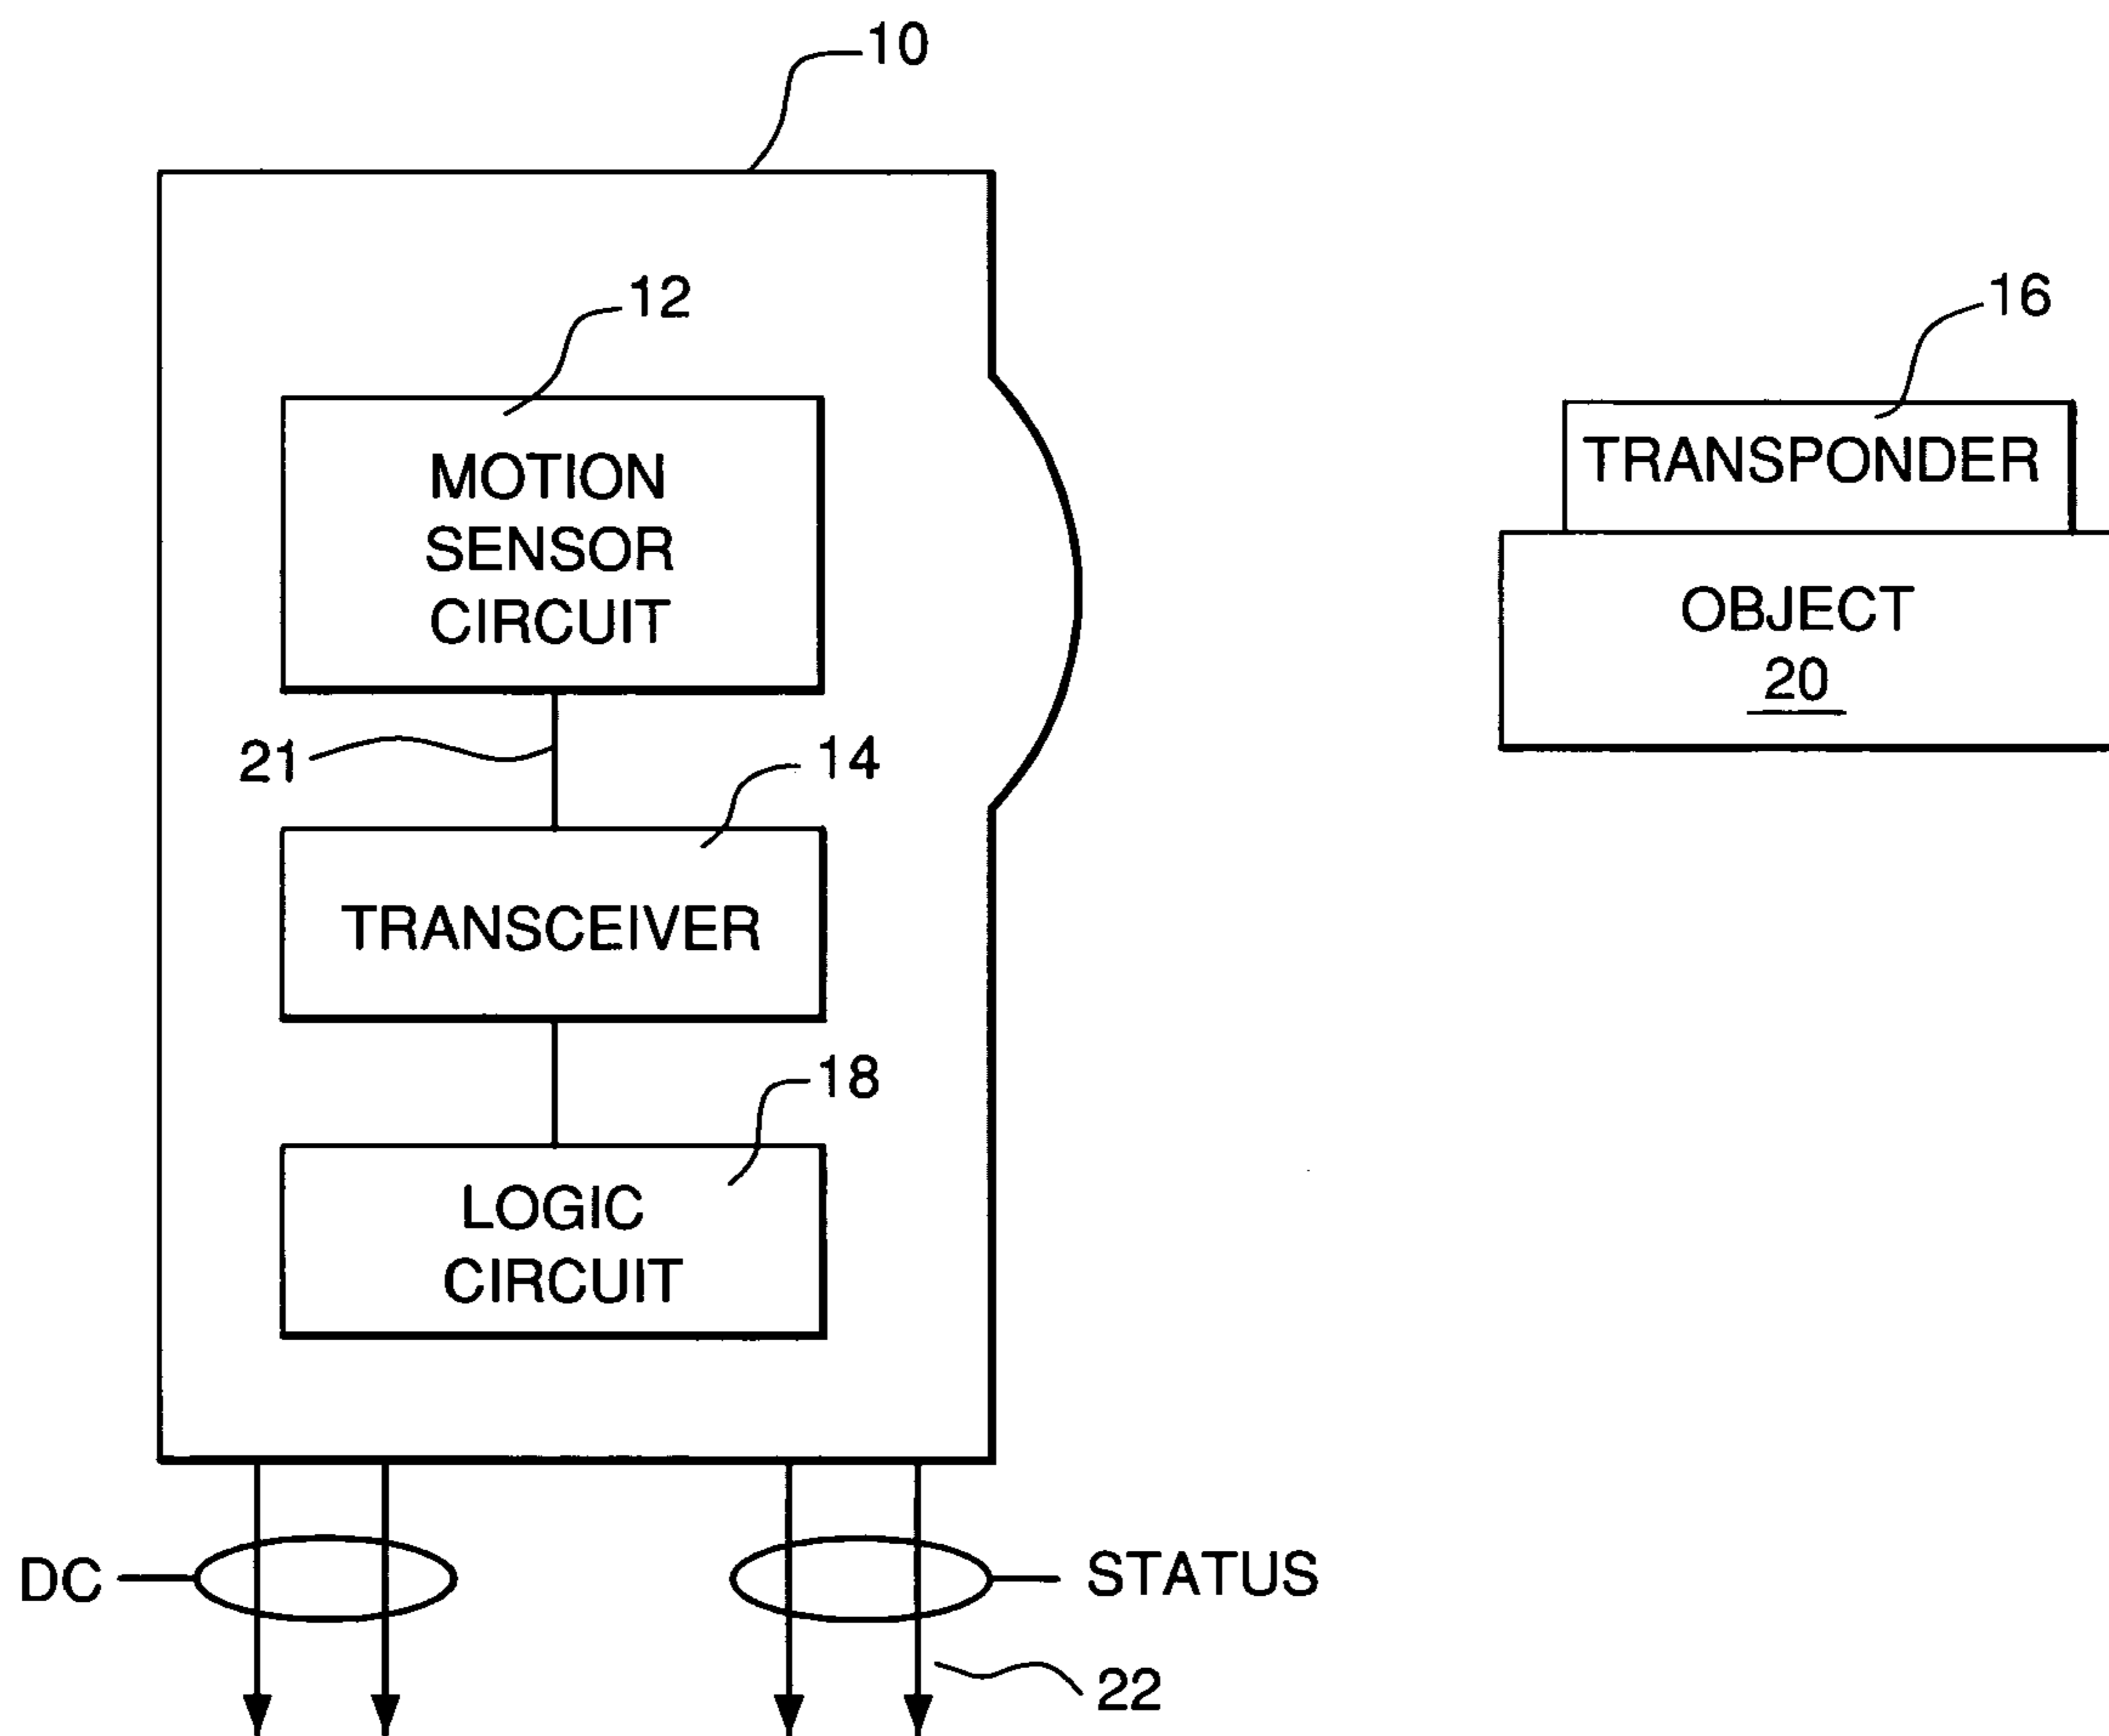 10
12
MOTION
SENSOR
CIRCUIT
16
TRANSPONDER
OBJECT
20
21
14
TRANSCEIVER
18
LOGIC
CIRCUIT
DC
STATUS
22